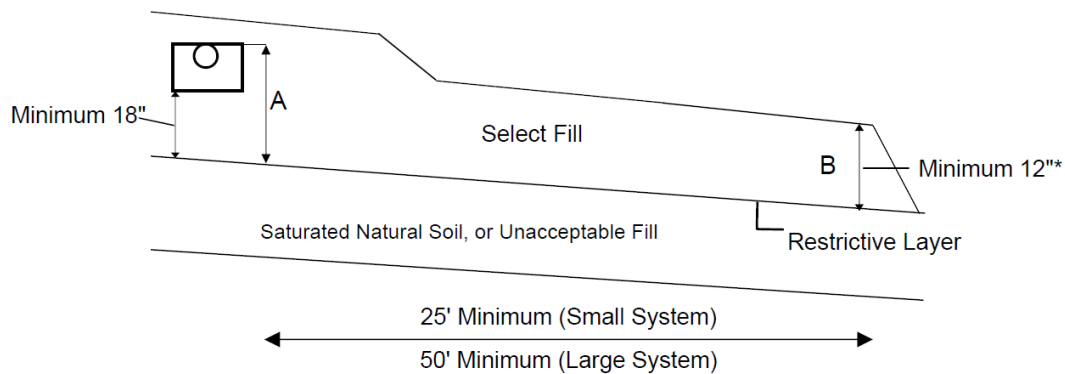 A
Minimum 18"
Select Fill
B
Minimum 12"*
Saturated Natural Soil, or Unacceptable Fill
Restrictive Layer
25' Minimum (Small System)
50' Minimum (Large System)